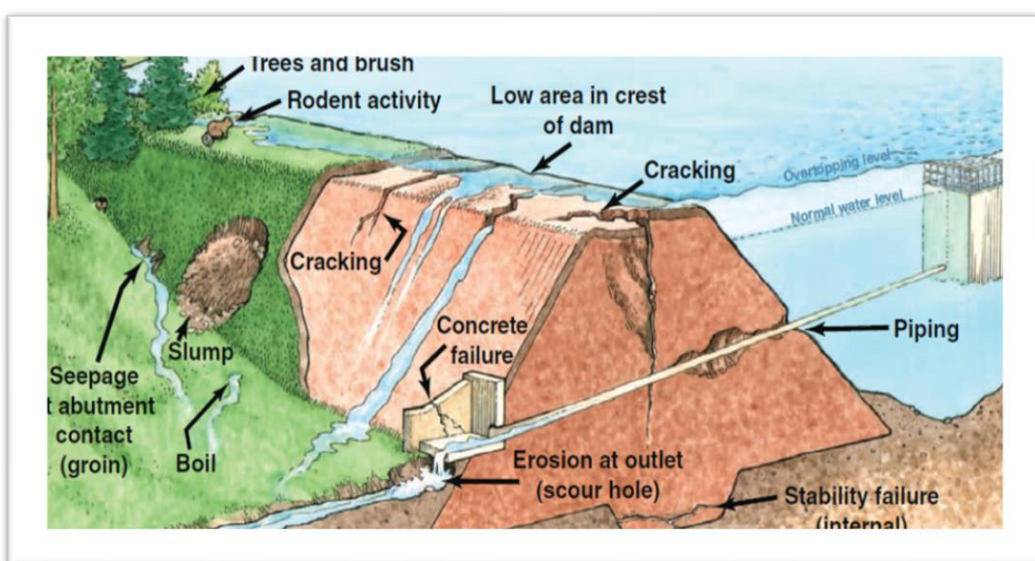 Trees and brush
Rodent activity
Low area in crest
of dam
Cracking
Overtopping level
Normal water level
Cracking
Piping
Concrete
failure
Slump
Seepage
t abutment
contact
(groin)
Boil
Erosion at outlet
(scour hole)
Stability failure
(internal)